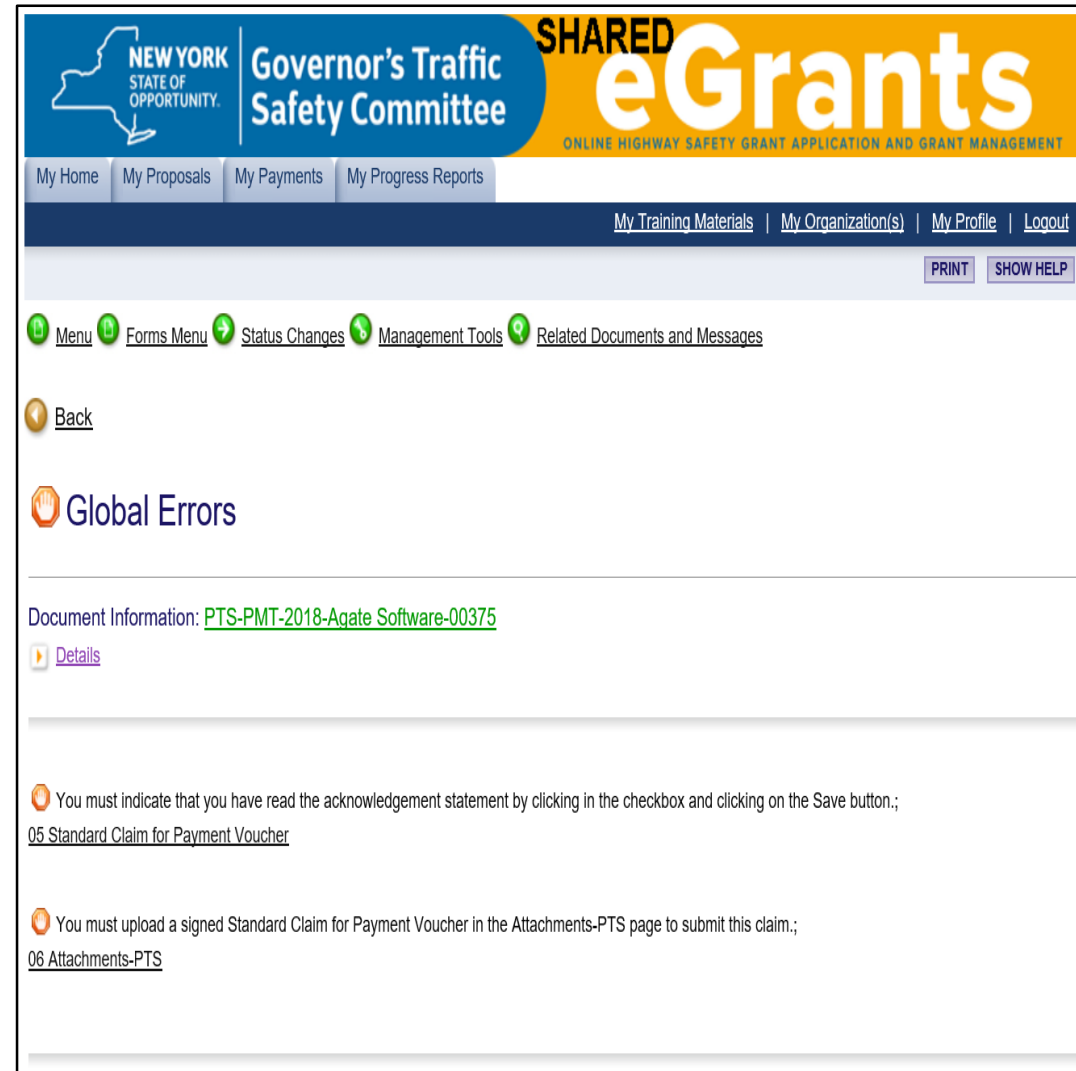 NEW YORK
STATE OF
OPPORTUNITY.
Governor's Traffic
Safety Committee
SHARED
eGrants
ONLINE HIGHWAY SAFETY GRANT APPLICATION AND GRANT MANAGEMENT
My Home My Proposals My Payments My Progress Reports
My Training Materials | My Organization(s) | My Profile | Logout
PRINT SHOW HELP
Menu Forms Menu Status Changes Management Tools Related Documents and Messages
Back
Global Errors
Document Information: PTS-PMT-2018-Agate Software-00375
Details
You must indicate that you have read the acknowledgement statement by clicking in the checkbox and clicking on the Save button.;
05 Standard Claim for Payment Voucher
You must upload a signed Standard Claim for Payment Voucher in the Attachments-PTS page to submit this claim.;
06 Attachments-PTS